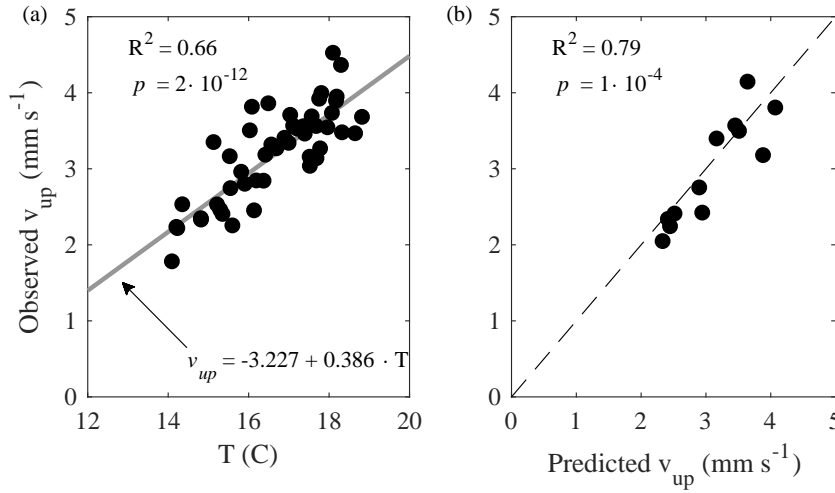 (a)
R² = 0.66
p = 2· 10⁻¹²
Observed v_up (mm s⁻¹)
5
4
3
2
1
0
v_up = -3.227 + 0.386 · T
12 14 16 18 20
T (C)
(b)
R² = 0.79
p = 1· 10⁻⁴
5
4
3
2
1
0
0 1 2 3 4 5
Predicted v_up (mm s⁻¹)